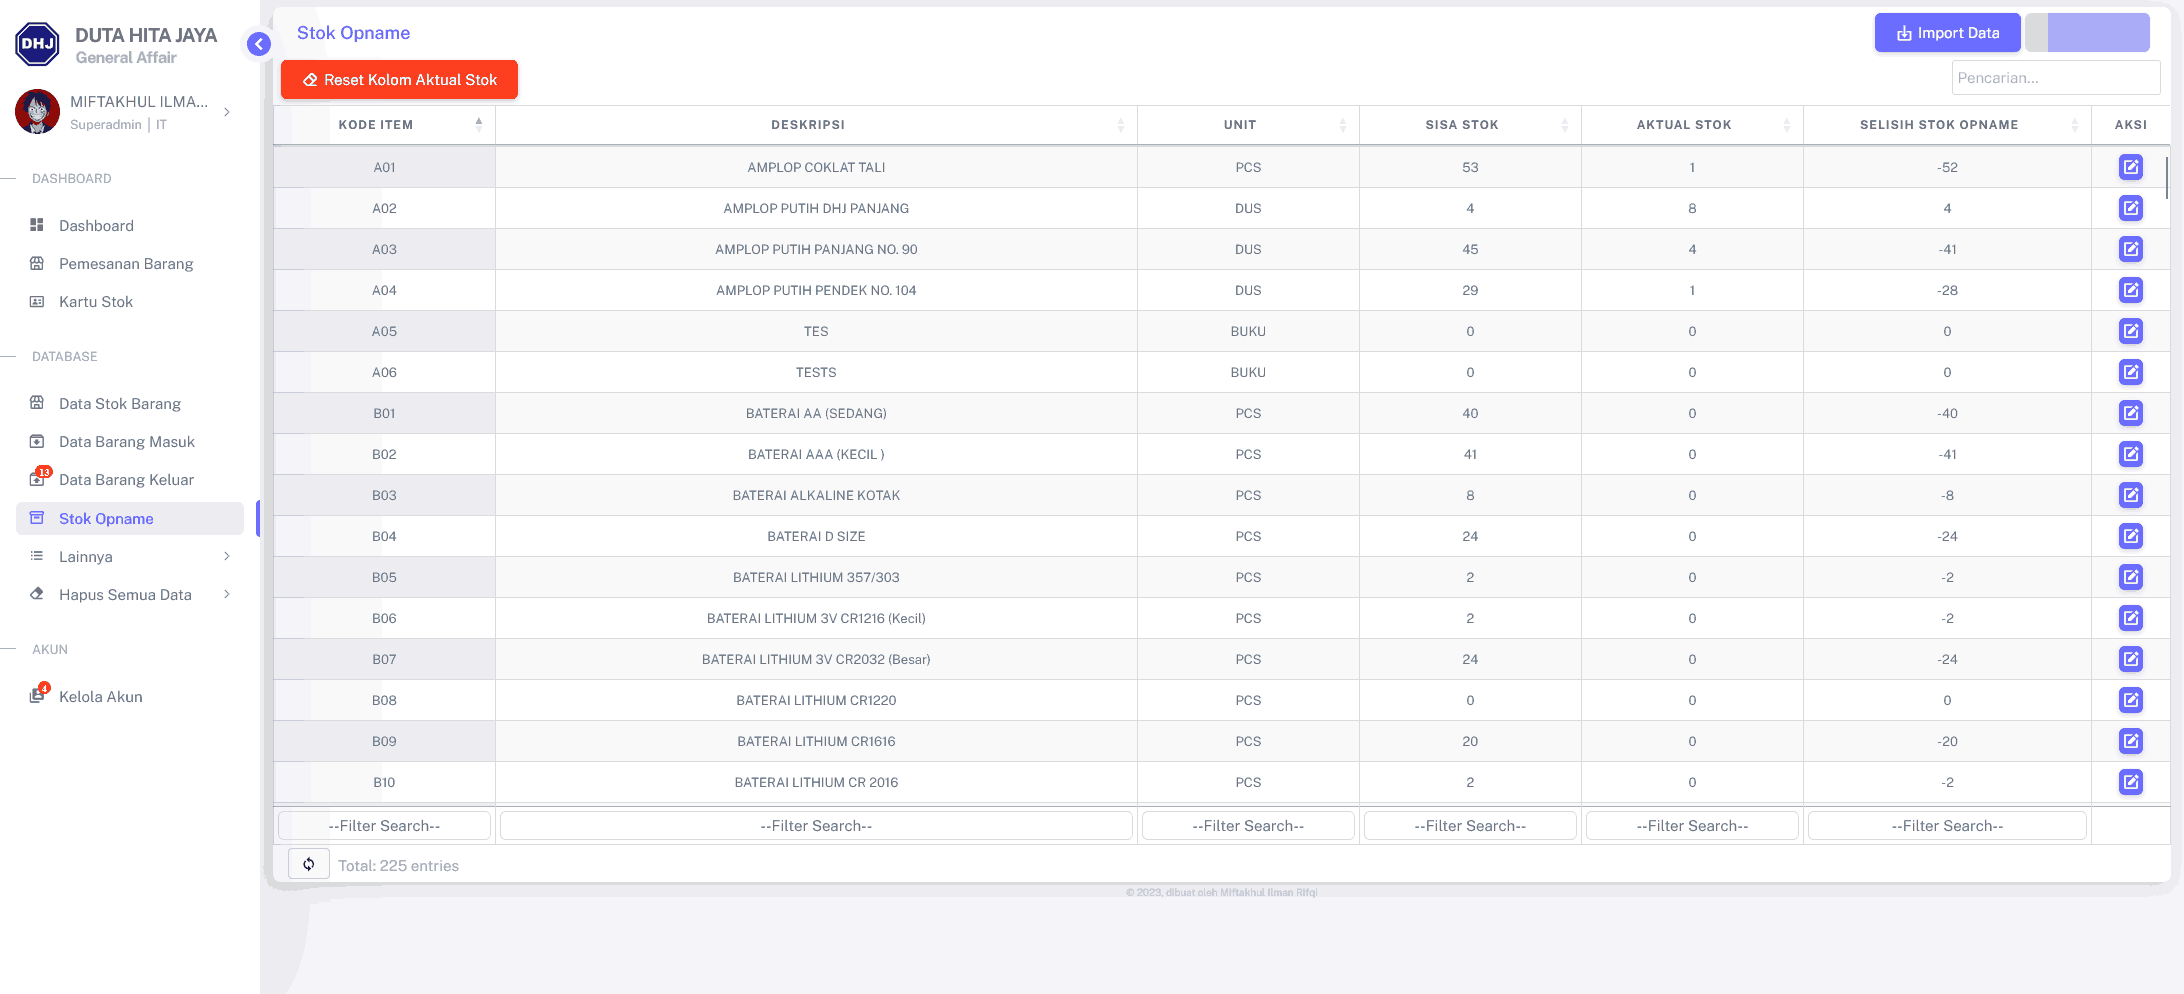 DHJ
DUTA HITA JAYA
General Affair
MIFTAKHUL ILMA...
Superadmin | IT
DASHBOARD
Dashboard
Pemesanan Barang
Kartu Stok
DATABASE
Data Stok Barang
Data Barang Masuk
13
Data Barang Keluar
Stok Opname
Lainnya
Hapus Semua Data
AKUN
4
Kelola Akun
Stok Opname
Import Data
Reset Kolom Aktual Stok
Pencarian...
KODE ITEM DESKRIPSI UNIT SISA STOK AKTUAL STOK SELISIH STOK OPNAME AKSI
A01 AMPLOP COKLAT TALI PCS 53 1 -52
A02 AMPLOP PUTIH DHJ PANJANG DUS 4 8 4
A03 AMPLOP PUTIH PANJANG NO. 90 DUS 45 4 -41
A04 AMPLOP PUTIH PENDEK NO. 104 DUS 29 1 -28
A05 TES BUKU 0 0 0
A06 TESTS BUKU 0 0 0
B01 BATERAI AA (SEDANG) PCS 40 0 -40
B02 BATERAI AAA (KECIL ) PCS 41 0 -41
B03 BATERAI ALKALINE KOTAK PCS 8 0 -8
B04 BATERAI D SIZE PCS 24 0 -24
B05 BATERAI LITHIUM 357/303 PCS 2 0 -2
B06 BATERAI LITHIUM 3V CR1216 (Kecil) PCS 2 0 -2
B07 BATERAI LITHIUM 3V CR2032 (Besar) PCS 24 0 -24
B08 BATERAI LITHIUM CR1220 PCS 0 0 0
B09 BATERAI LITHIUM CR1616 PCS 20 0 -20
B10 BATERAI LITHIUM CR 2016 PCS 2 0 -2
--Filter Search-- --Filter Search-- --Filter Search-- --Filter Search-- --Filter Search-- --Filter Search--
Total: 225 entries
© 2023, dibuat oleh Miftakhul Ilman Rifqi